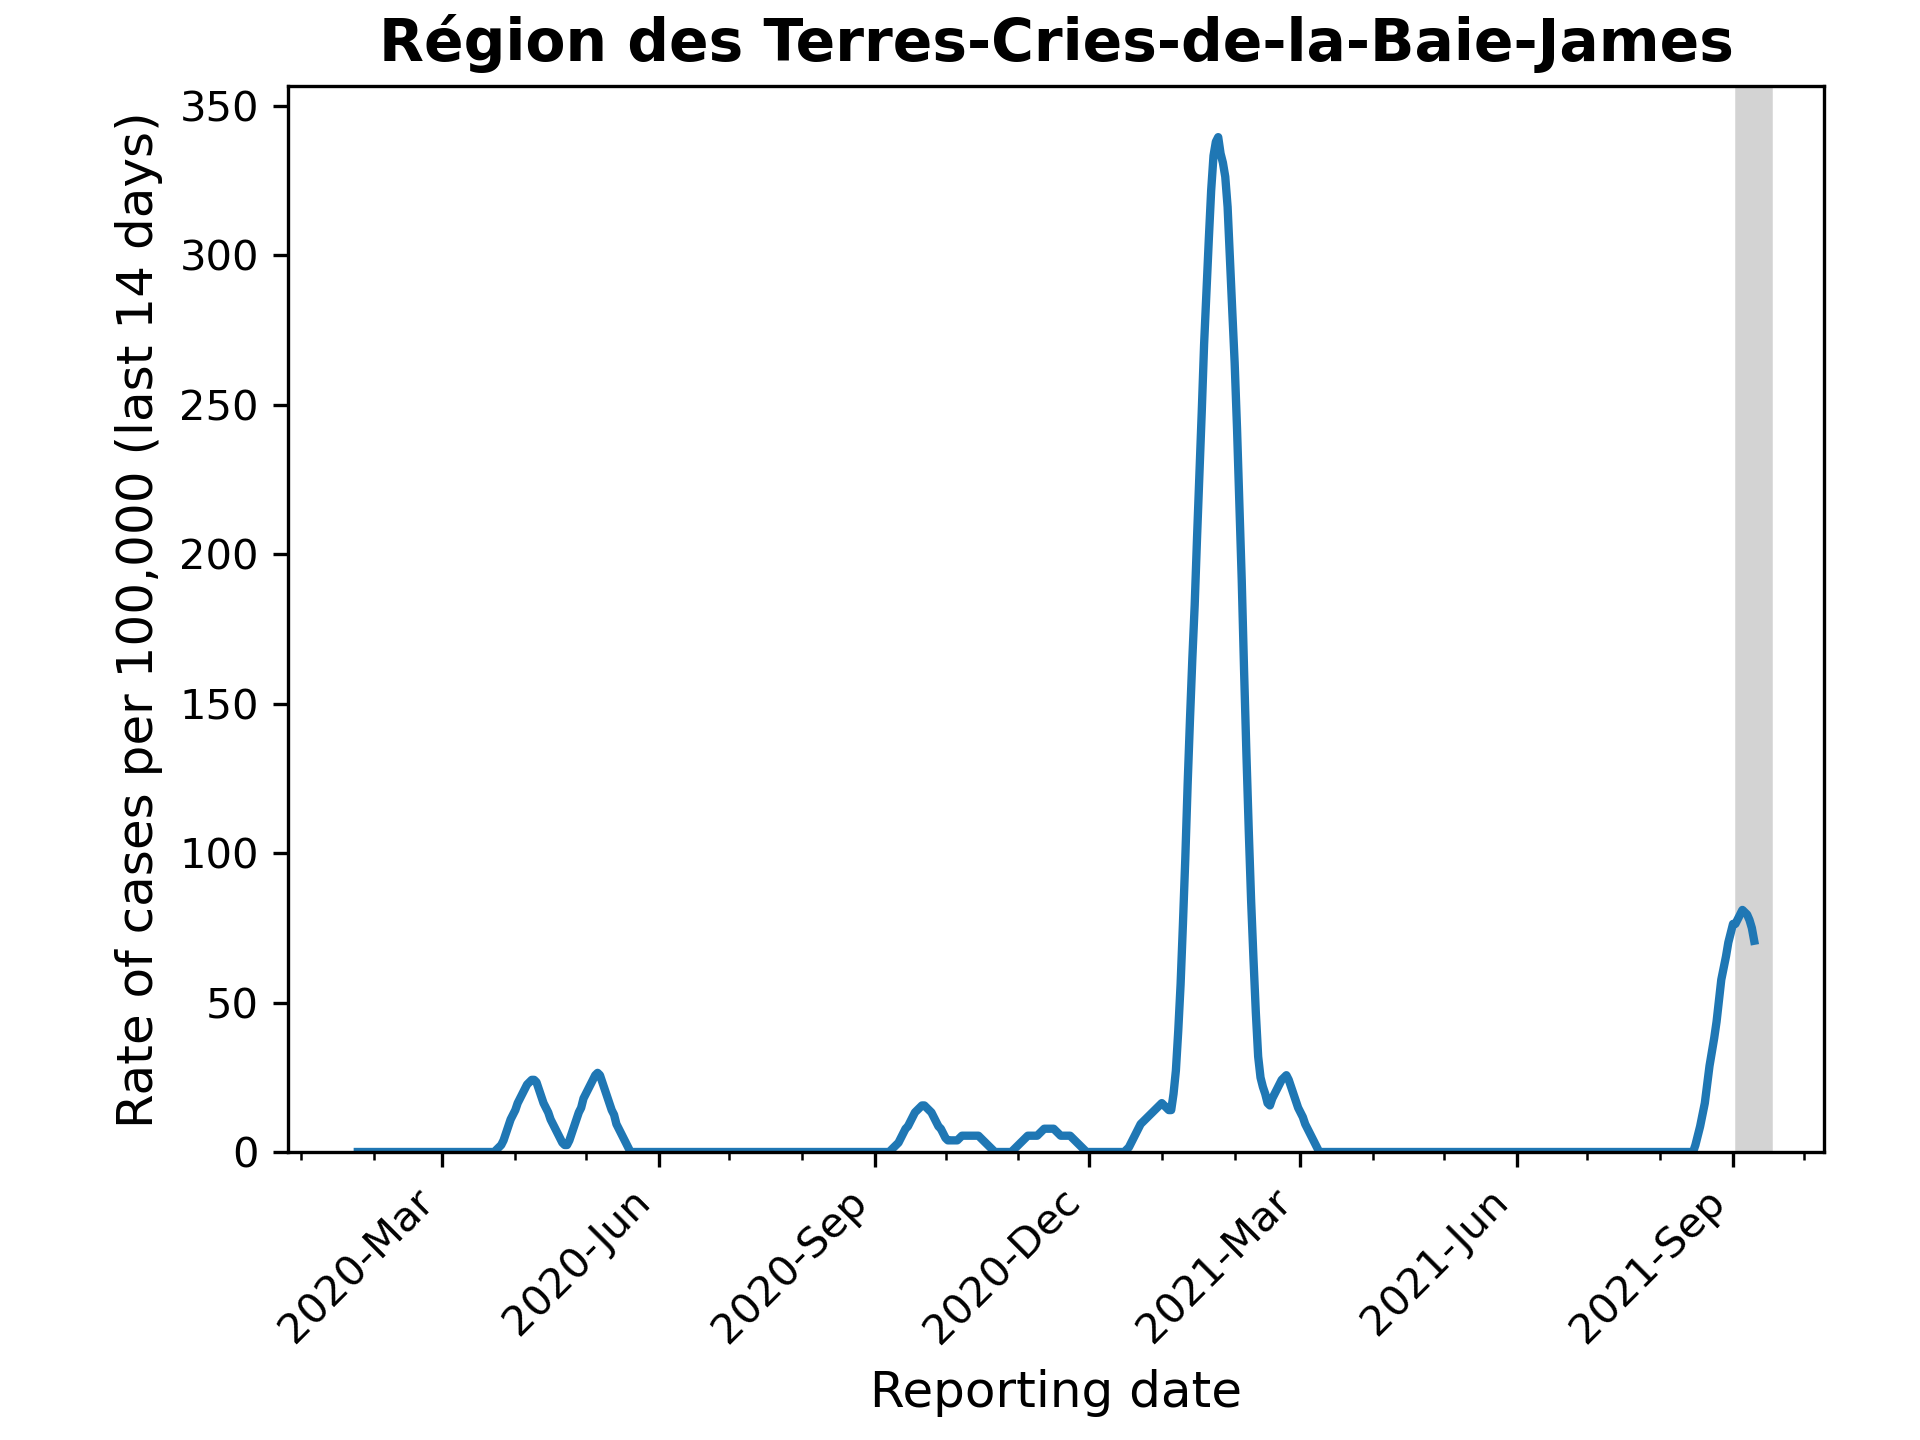 Région des Terres-Cries-de-la-Baie-James
Rate of cases per 100,000 (last 14 days)
350
300
250
200
150
100
50
0
2020-Mar
2020-Jun
2020-Sep
2020-Dec
2021-Mar
2021-Jun
2021-Sep
Reporting date